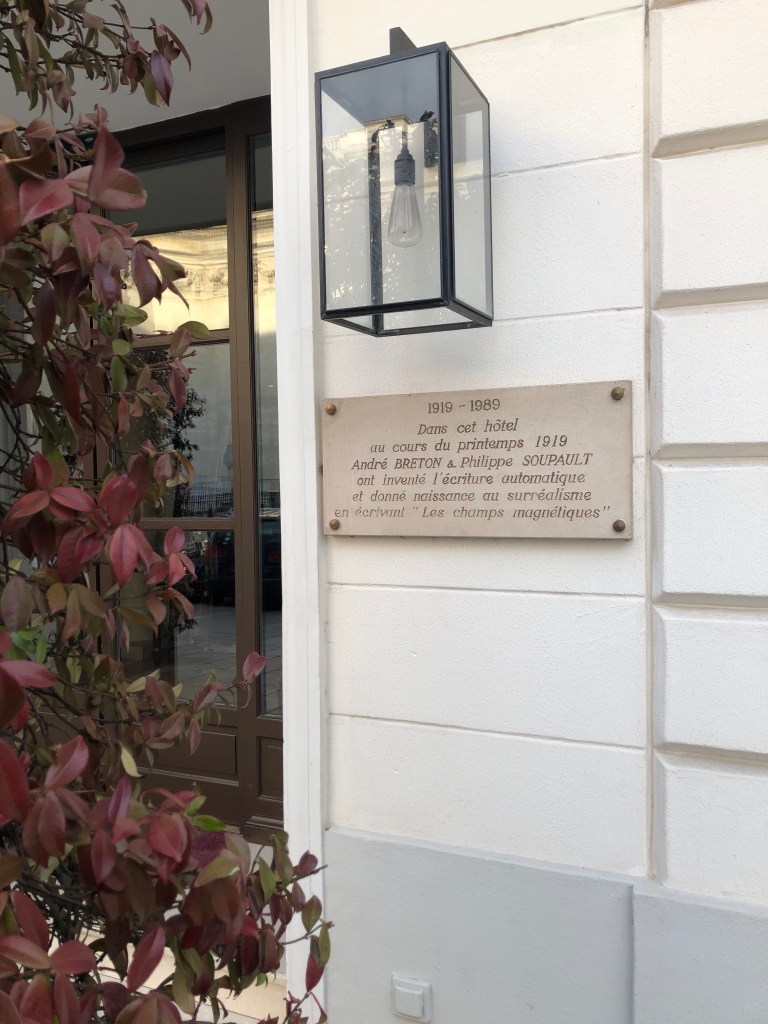 1919 - 1989
Dans cet hôtel
au cours du printemps 1919
André BRETON & Philippe SOUPAULT
ont inventé l'écriture automatique
et donné naissance au surréalisme
en écrivant "Les champs magnétiques"